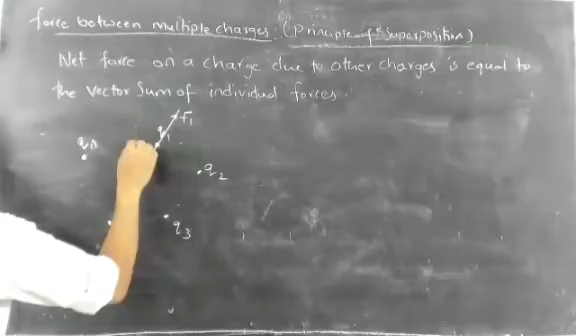 force between multiple charges: (Principle of Superposition)
Net force on a charge due to other charges is equal to
the vector sum of individual forces.
F₁
q₁
qn
q₂
q₃